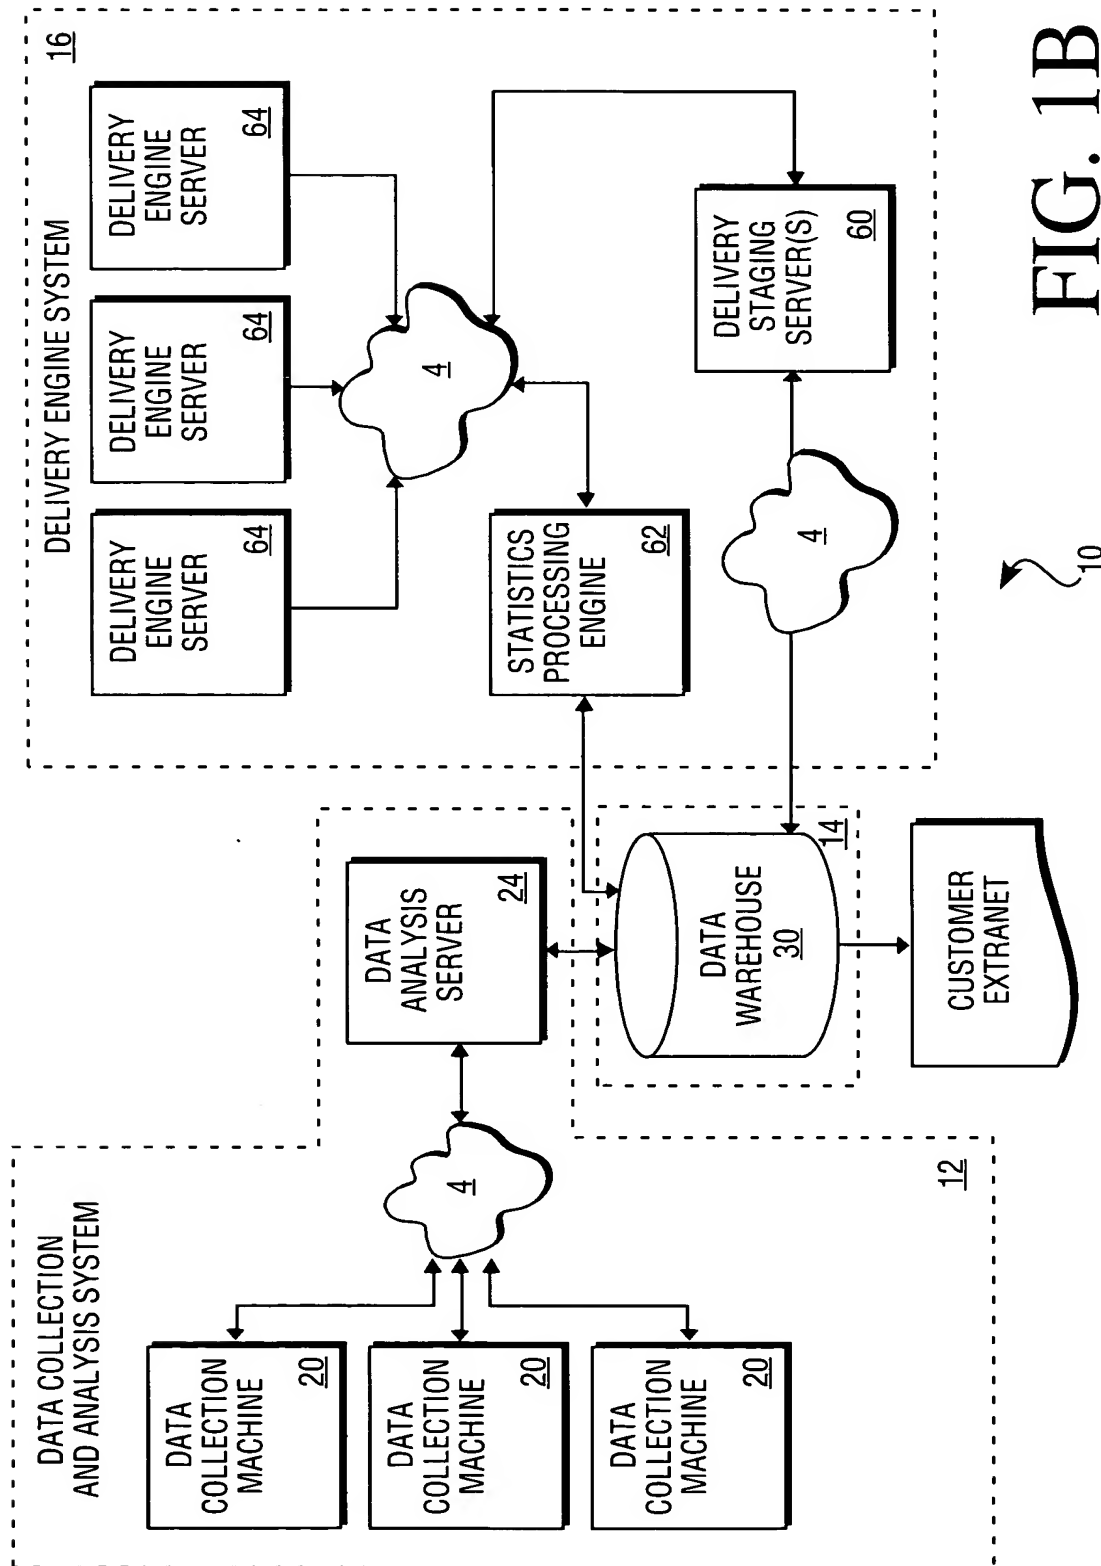 DATA COLLECTION
AND ANALYSIS SYSTEM
DATA
COLLECTION
MACHINE
20
DATA
COLLECTION
MACHINE
20
DATA
COLLECTION
MACHINE
20
4
12
DATA
ANALYSIS
SERVER
24
DATA
WAREHOUSE
30
14
CUSTOMER
EXTRANET
DELIVERY ENGINE SYSTEM
16
DELIVERY
ENGINE
SERVER
64
DELIVERY
ENGINE
SERVER
64
DELIVERY
ENGINE
SERVER
64
4
STATISTICS
PROCESSING
ENGINE
62
4
DELIVERY
STAGING
SERVER(S)
60
10
FIG. 1B